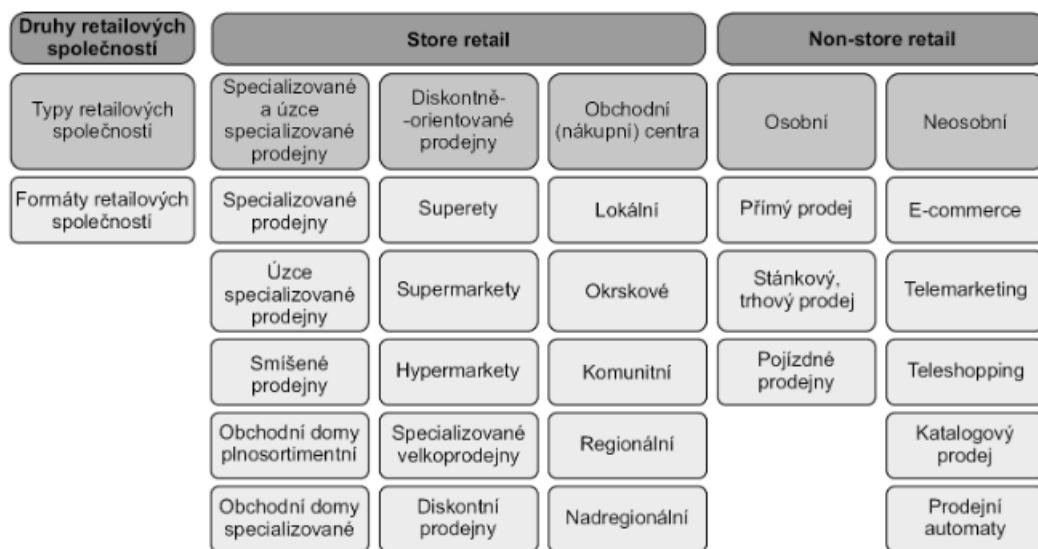 Druhy retailových
společností
Store retail
Non-store retail
Typy retailových
společností
Specializované
a úzce
specializované
prodejny
Diskontně-
-orientované
prodejny
Obchodní
(nákupní) centra
Osobní
Neosobní
Formáty retailových
společností
Specializované
prodejny
Superety
Lokální
Přímý prodej
E-commerce
Úzce
specializované
prodejny
Supermarkety
Okrskové
Stánkový,
trhový prodej
Telemarketing
Smíšené
prodejny
Hypermarkety
Komunitní
Pojízdné
prodejny
Teleshopping
Obchodní domy
plnosortimentní
Specializované
velkoprodejny
Regionální
Katalogový
prodej
Obchodní domy
specializované
Diskontní
prodejny
Nadregionální
Prodejní
automaty